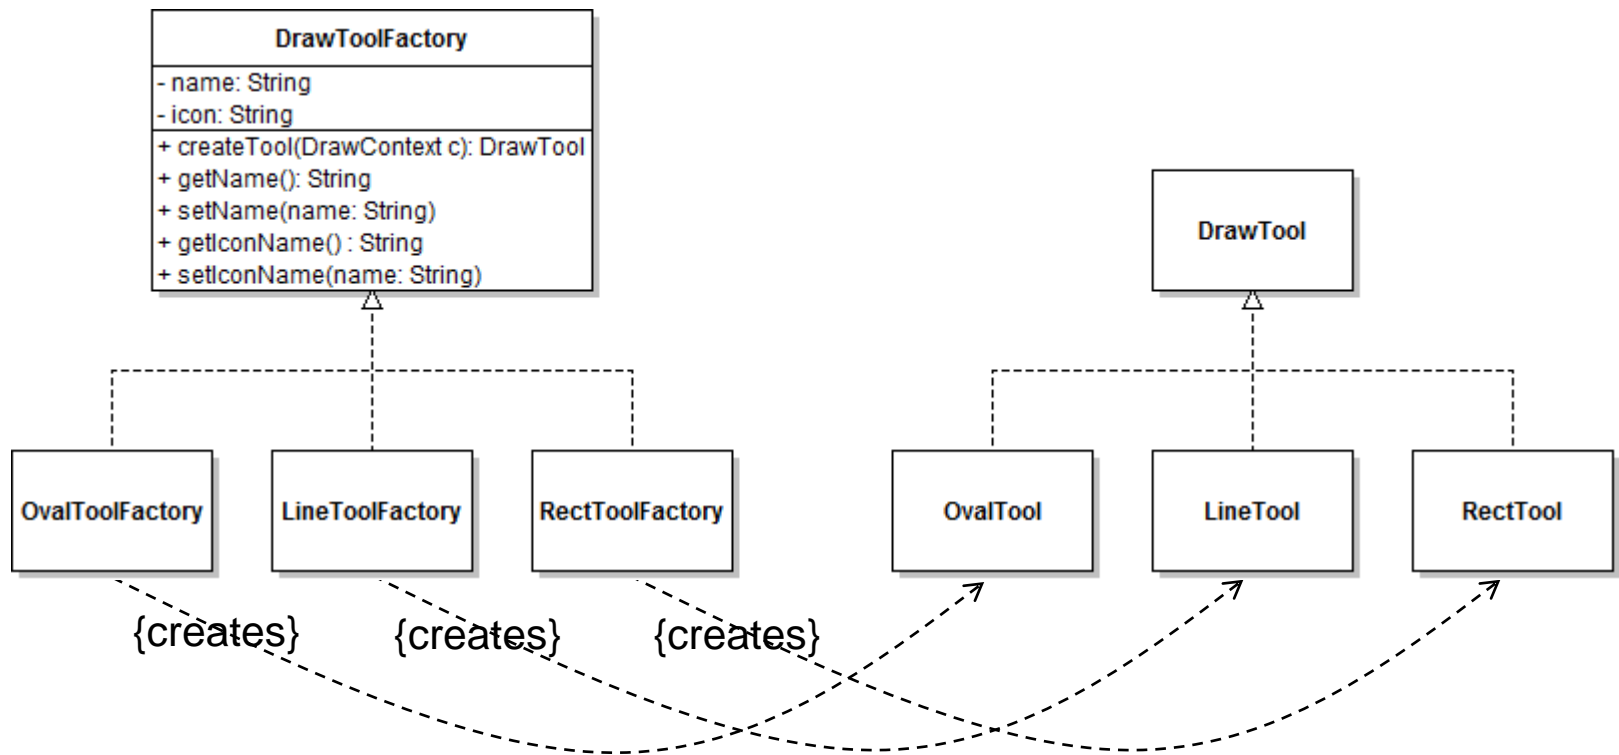 DrawToolFactory
- name: String
- icon: String
+ createTool(DrawContext c): DrawTool
+ getName(): String
+ setName(name: String)
+ getIconName() : String
+ setIconName(name: String)
DrawTool
OvalToolFactory
LineToolFactory
RectToolFactory
OvalTool
LineTool
RectTool
{creates}
{creates}
{creates}